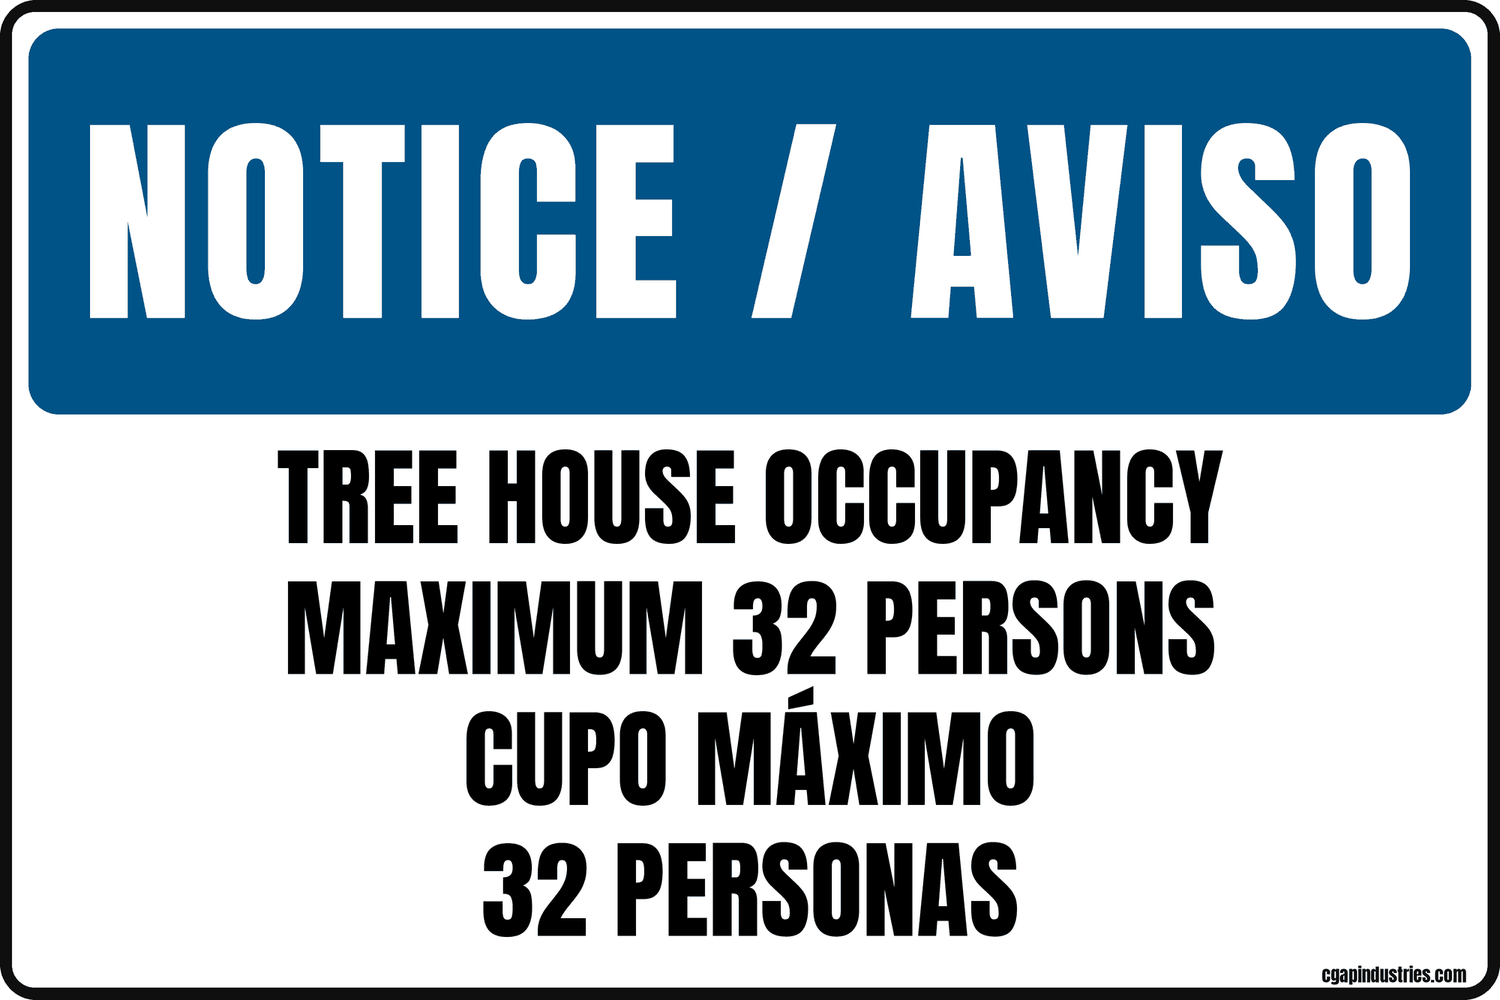 NOTICE / AVISO
TREE HOUSE OCCUPANCY
MAXIMUM 32 PERSONS
CUPO MÁXIMO
32 PERSONAS
cgapindustries.com